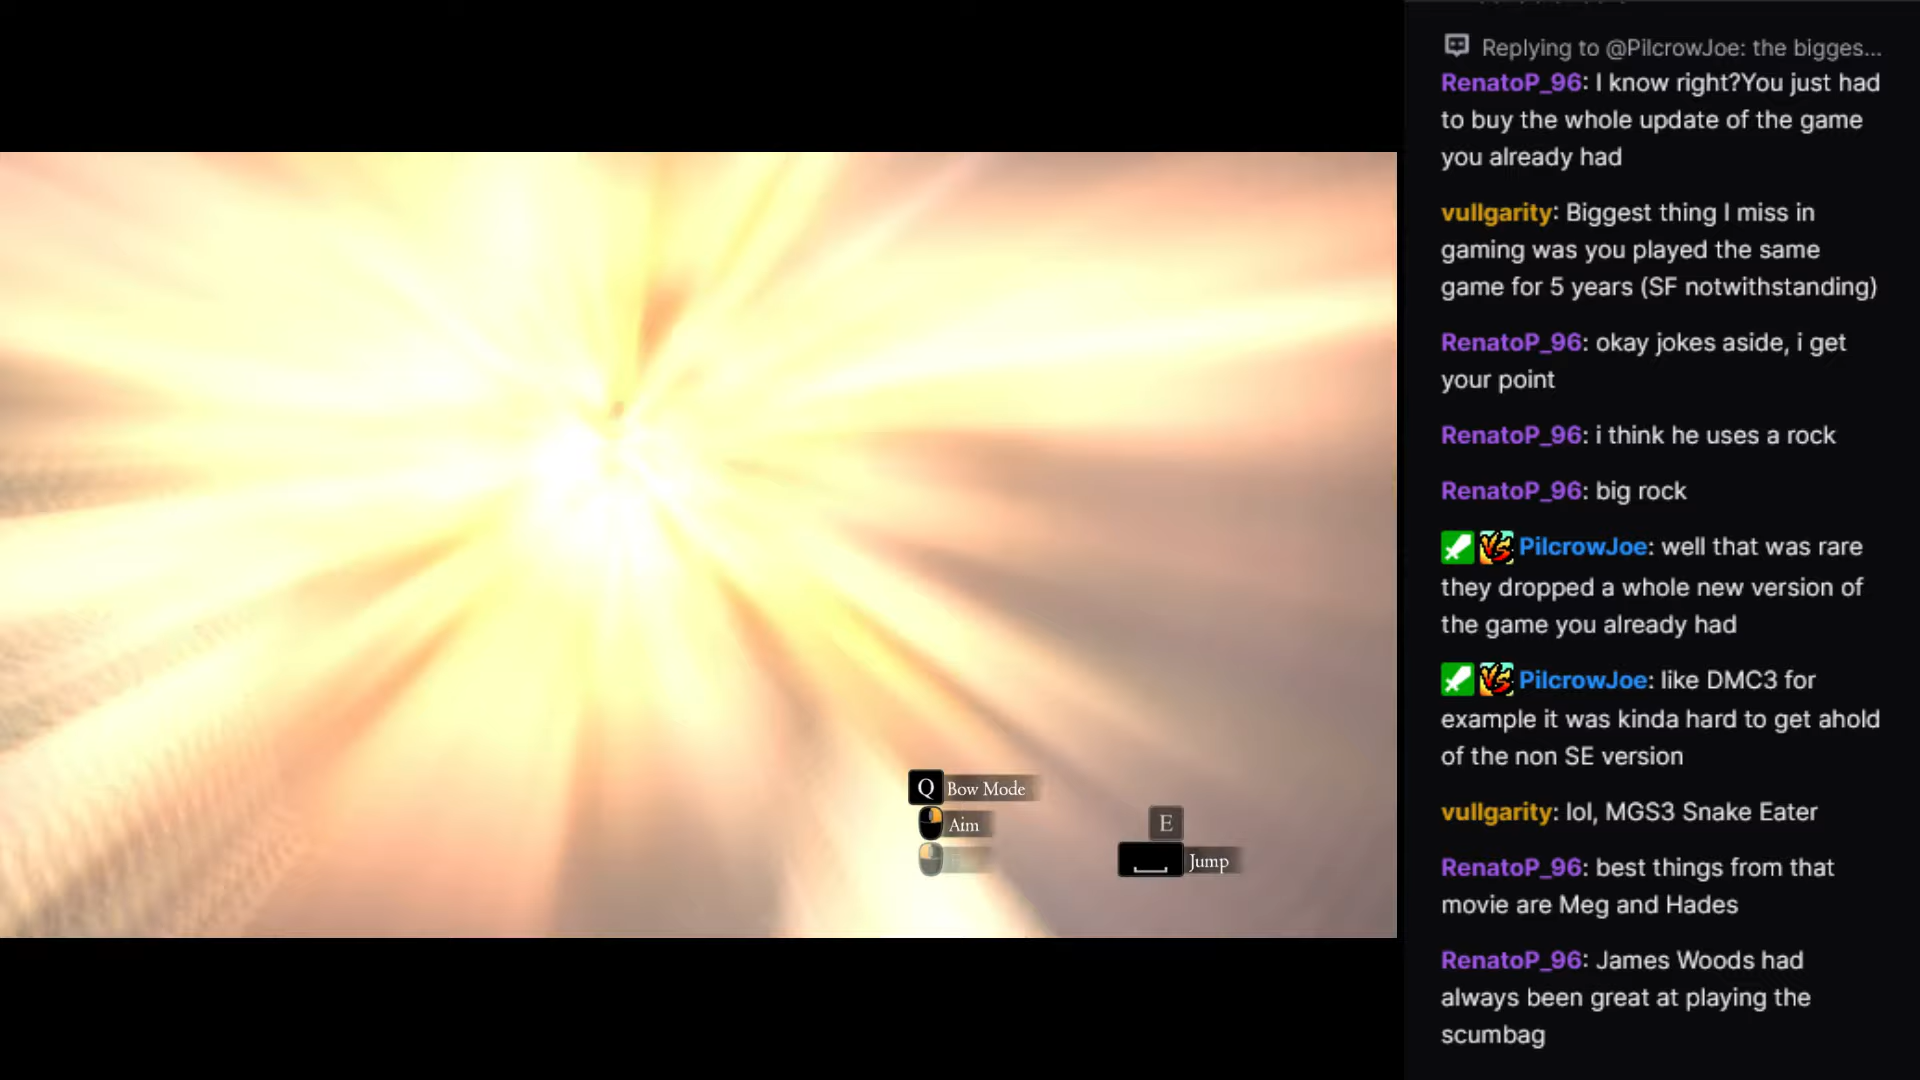 Replying to @PilcrowJoe: the bigges...
RenatoP_96: I know right?You just had
to buy the whole update of the game
you already had
vullgarity: Biggest thing I miss in
gaming was you played the same
game for 5 years (SF notwithstanding)
RenatoP_96: okay jokes aside, i get
your point
RenatoP_96: i think he uses a rock
RenatoP_96: big rock
VS PilcrowJoe: well that was rare
they dropped a whole new version of
the game you already had
VS PilcrowJoe: like DMC3 for
example it was kinda hard to get ahold
of the non SE version
vullgarity: lol, MGS3 Snake Eater
RenatoP_96: best things from that
movie are Meg and Hades
RenatoP_96: James Woods had
always been great at playing the
scumbag
Q Bow Mode
Aim
E
Jump